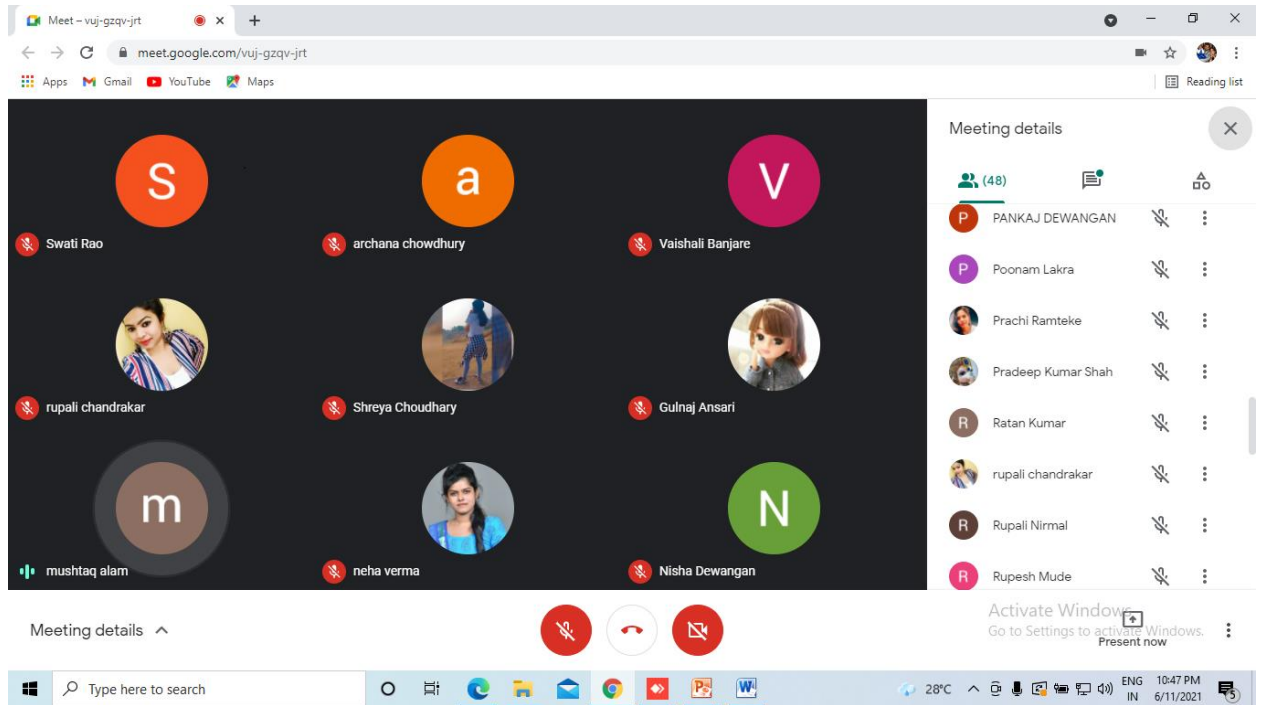 Meet – vuj-gzqv-jrt
meet.google.com/vuj-gzqv-jrt
Apps Gmail YouTube Maps Reading list
S
Swati Rao
a
archana chowdhury
V
Vaishali Banjare
rupali chandrakar
Shreya Choudhary
Gulnaj Ansari
m
mushtaq alam
neha verma
N
Nisha Dewangan
Meeting details
(48)
P PANKAJ DEWANGAN
P Poonam Lakra
Prachi Ramteke
Pradeep Kumar Shah
R Ratan Kumar
rupali chandrakar
R Rupali Nirmal
R Rupesh Mude
Meeting details
Activate Windows
Go to Settings to activate Windows.
Present now
Type here to search
28°C
ENG
IN
10:47 PM
6/11/2021
5